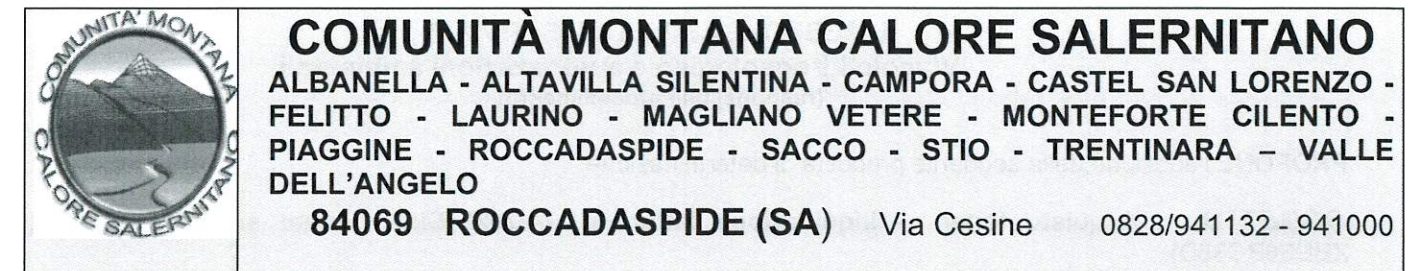 COMUNITA' MONTANA
CALORE SALERNITANO
COMUNITÀ MONTANA CALORE SALERNITANO
ALBANELLA - ALTAVILLA SILENTINA - CAMPORA - CASTEL SAN LORENZO -
FELITTO - LAURINO - MAGLIANO VETERE - MONTEFORTE CILENTO -
PIAGGINE - ROCCADASPIDE - SACCO - STIO - TRENTINARA – VALLE
DELL'ANGELO
84069 ROCCADASPIDE (SA) Via Cesine 0828/941132 - 941000